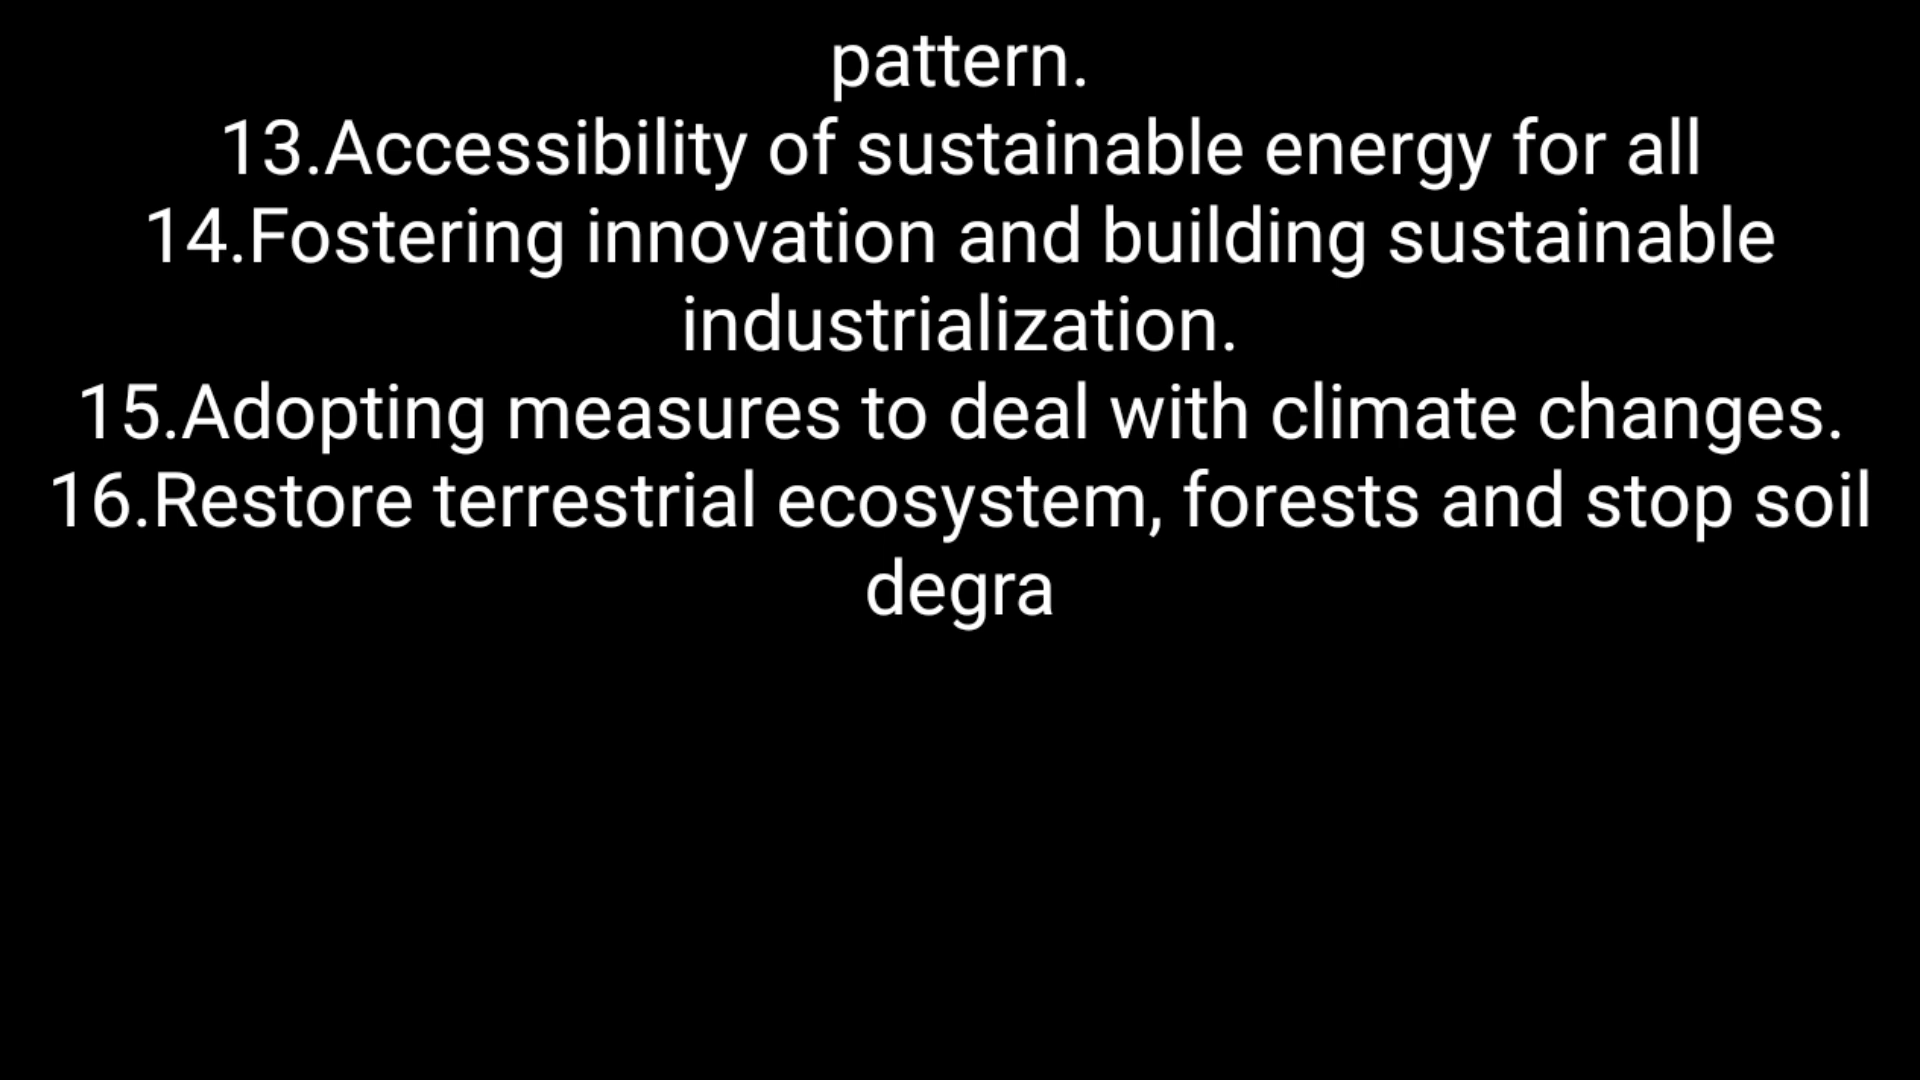 pattern.
13.Accessibility of sustainable energy for all
14.Fostering innovation and building sustainable
industrialization.
15.Adopting measures to deal with climate changes.
16.Restore terrestrial ecosystem, forests and stop soil
degra